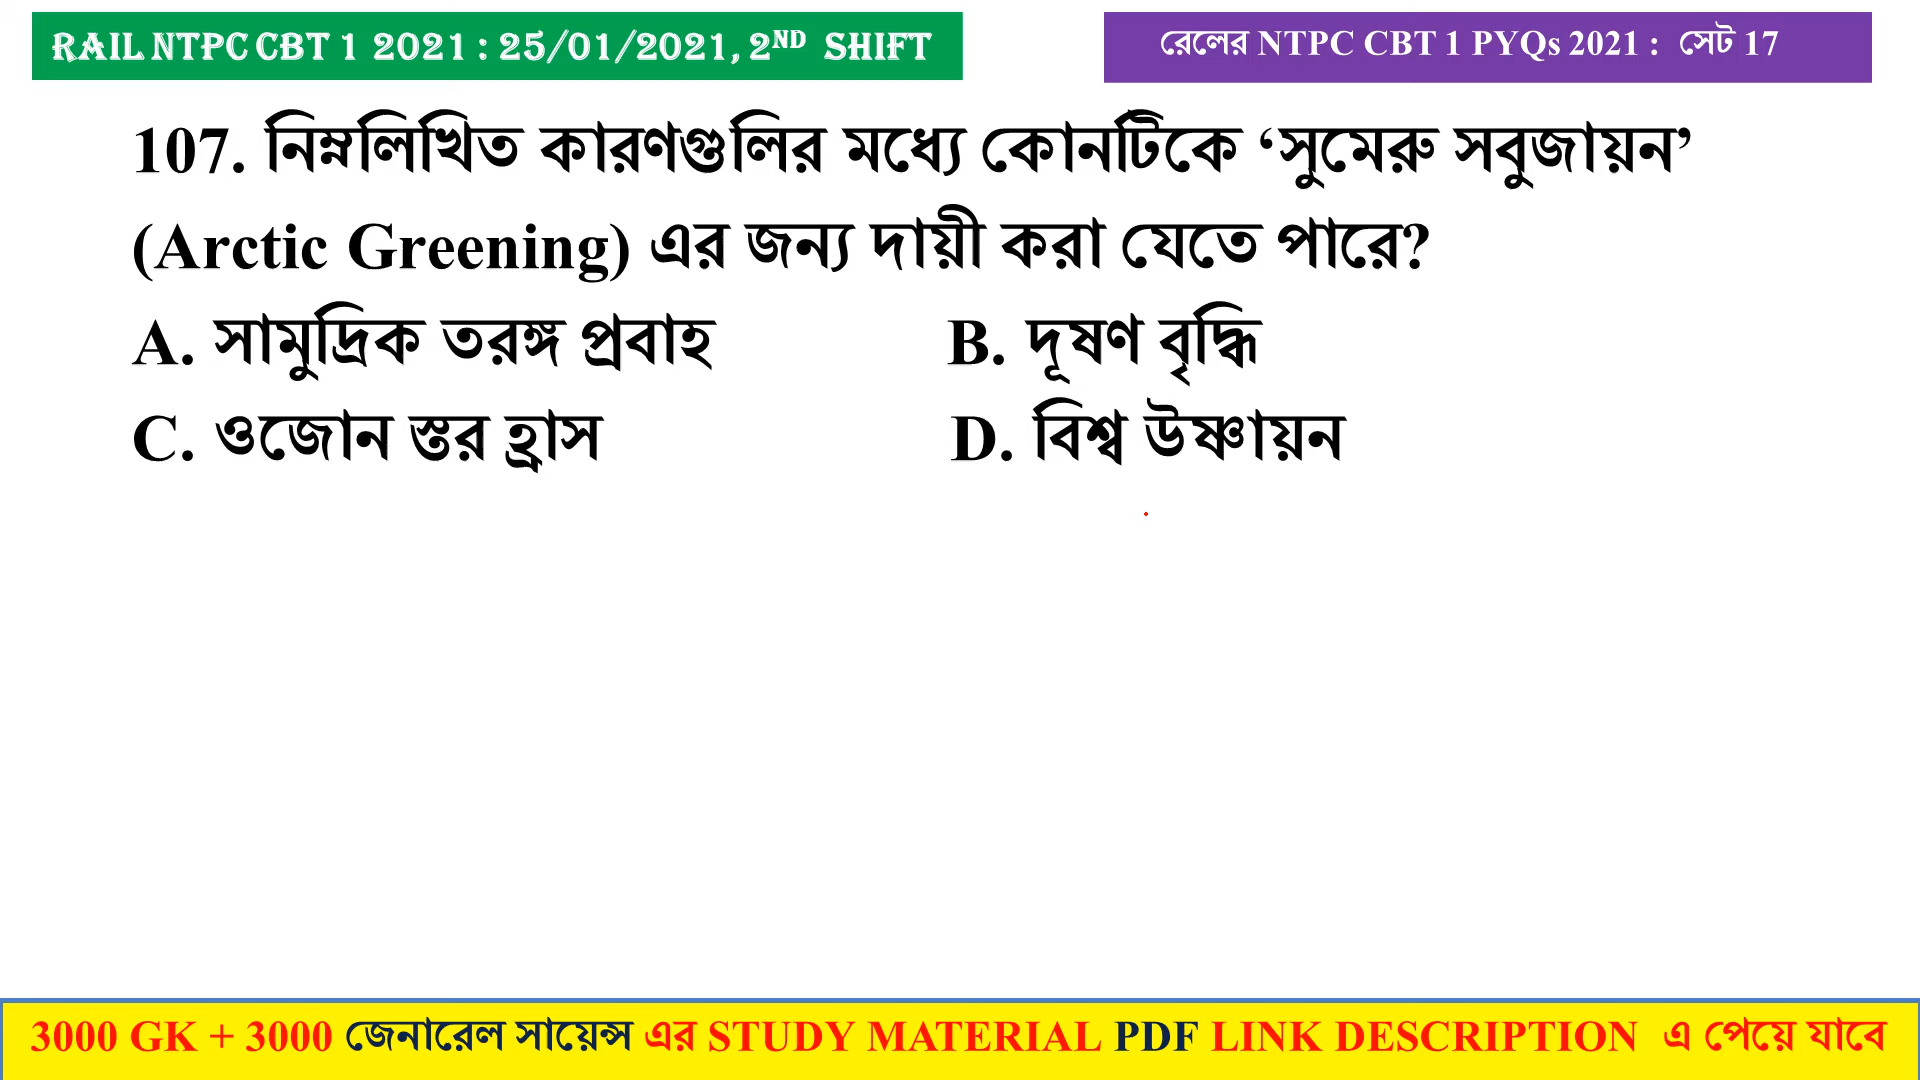 RAIL NTPC CBT 1 2021 : 25/01/2021, 2ND SHIFT
রেলের NTPC CBT 1 PYQs 2021 : সেট 17
107. নিম্নলিখিত কারণগুলির মধ্যে কোনটিকে ‘সুমেরু সবুজায়ন’
(Arctic Greening) এর জন্য দায়ী করা যেতে পারে?
A. সামুদ্রিক তরঙ্গ প্রবাহ B. দূষণ বৃদ্ধি
C. ওজোন স্তর হ্রাস D. বিশ্ব উষ্ণায়ন
3000 GK + 3000 জেনারেল সায়েন্স এর STUDY MATERIAL PDF LINK DESCRIPTION এ পেয়ে যাবে